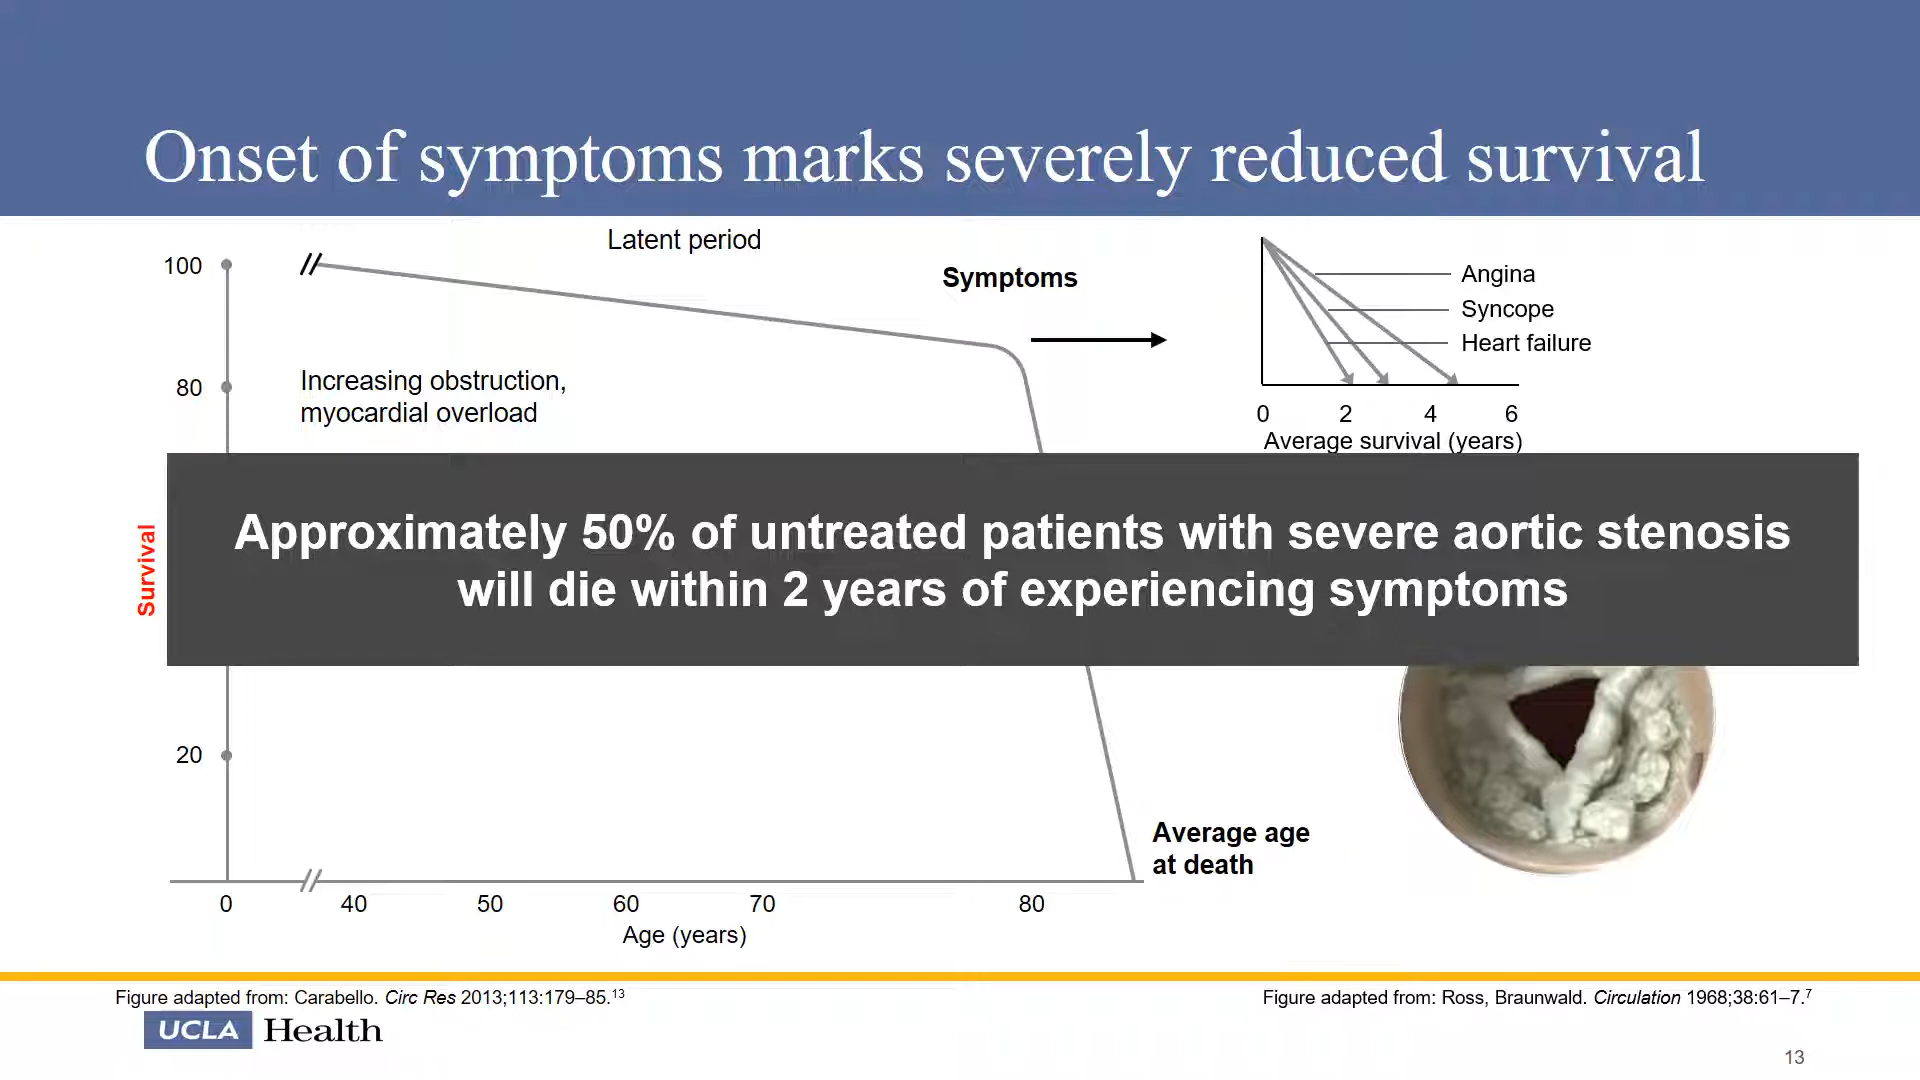 Onset of symptoms marks severely reduced survival
Latent period
Symptoms
100
80
20
Survival
Increasing obstruction,
myocardial overload
Angina
Syncope
Heart failure
0 2 4 6
Average survival (years)
Approximately 50% of untreated patients with severe aortic stenosis
will die within 2 years of experiencing symptoms
Average age
at death
0 40 50 60 70 80
Age (years)
Figure adapted from: Carabello. Circ Res 2013;113:179–85.13
Figure adapted from: Ross, Braunwald. Circulation 1968;38:61–7.7
UCLA Health
13